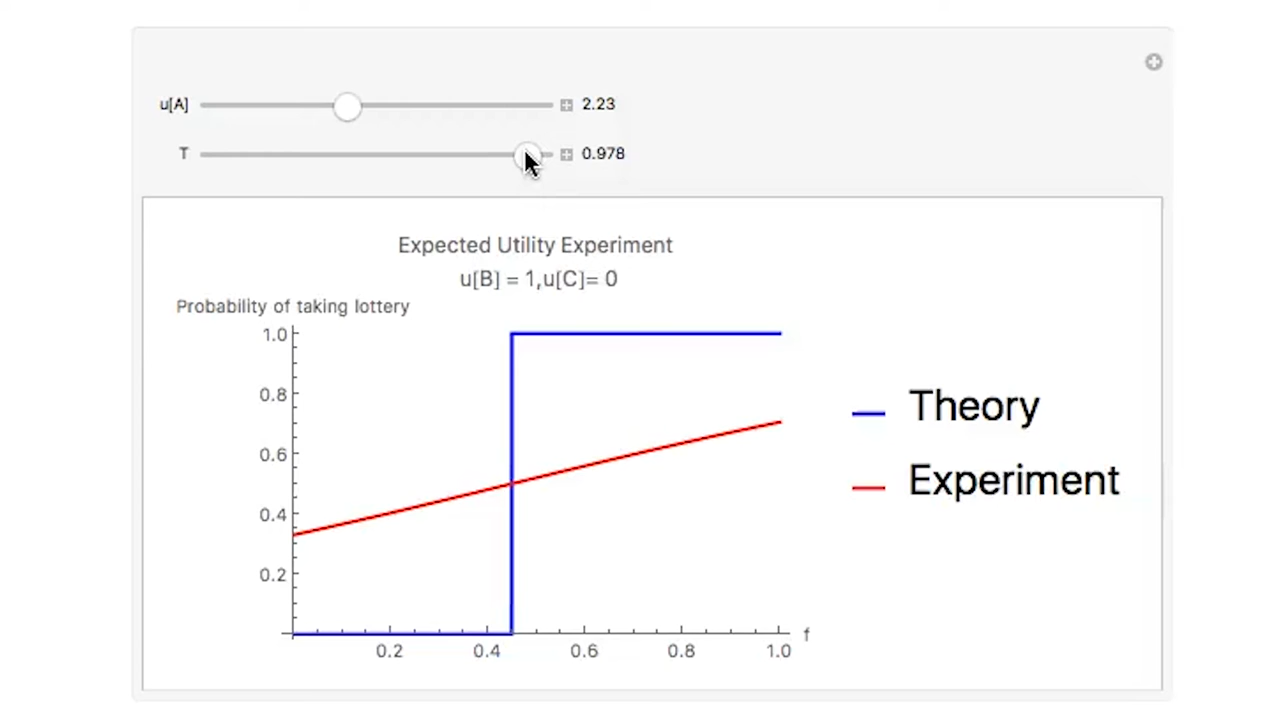 u[A] 2.23
T 0.978
Expected Utility Experiment
u[B] = 1,u[C]= 0
Probability of taking lottery
1.0
0.8
0.6
0.4
0.2
0.2 0.4 0.6 0.8 1.0 f
Theory
Experiment